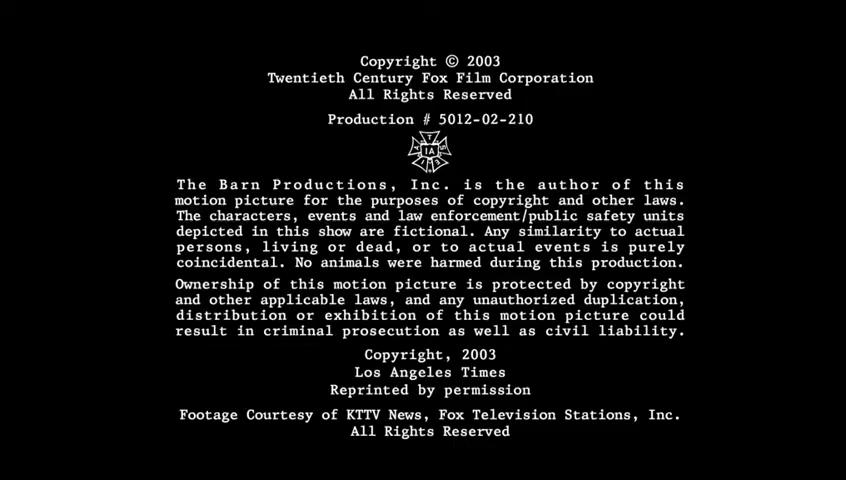 Copyright © 2003
Twentieth Century Fox Film Corporation
All Rights Reserved
Production # 5012-02-210
IA
The Barn Productions, Inc. is the author of this
motion picture for the purposes of copyright and other laws.
The characters, events and law enforcement/public safety units
depicted in this show are fictional. Any similarity to actual
persons, living or dead, or to actual events is purely
coincidental. No animals were harmed during this production.
Ownership of this motion picture is protected by copyright
and other applicable laws, and any unauthorized duplication,
distribution or exhibition of this motion picture could
result in criminal prosecution as well as civil liability.
Copyright, 2003
Los Angeles Times
Reprinted by permission
Footage Courtesy of KTTV News, Fox Television Stations, Inc.
All Rights Reserved